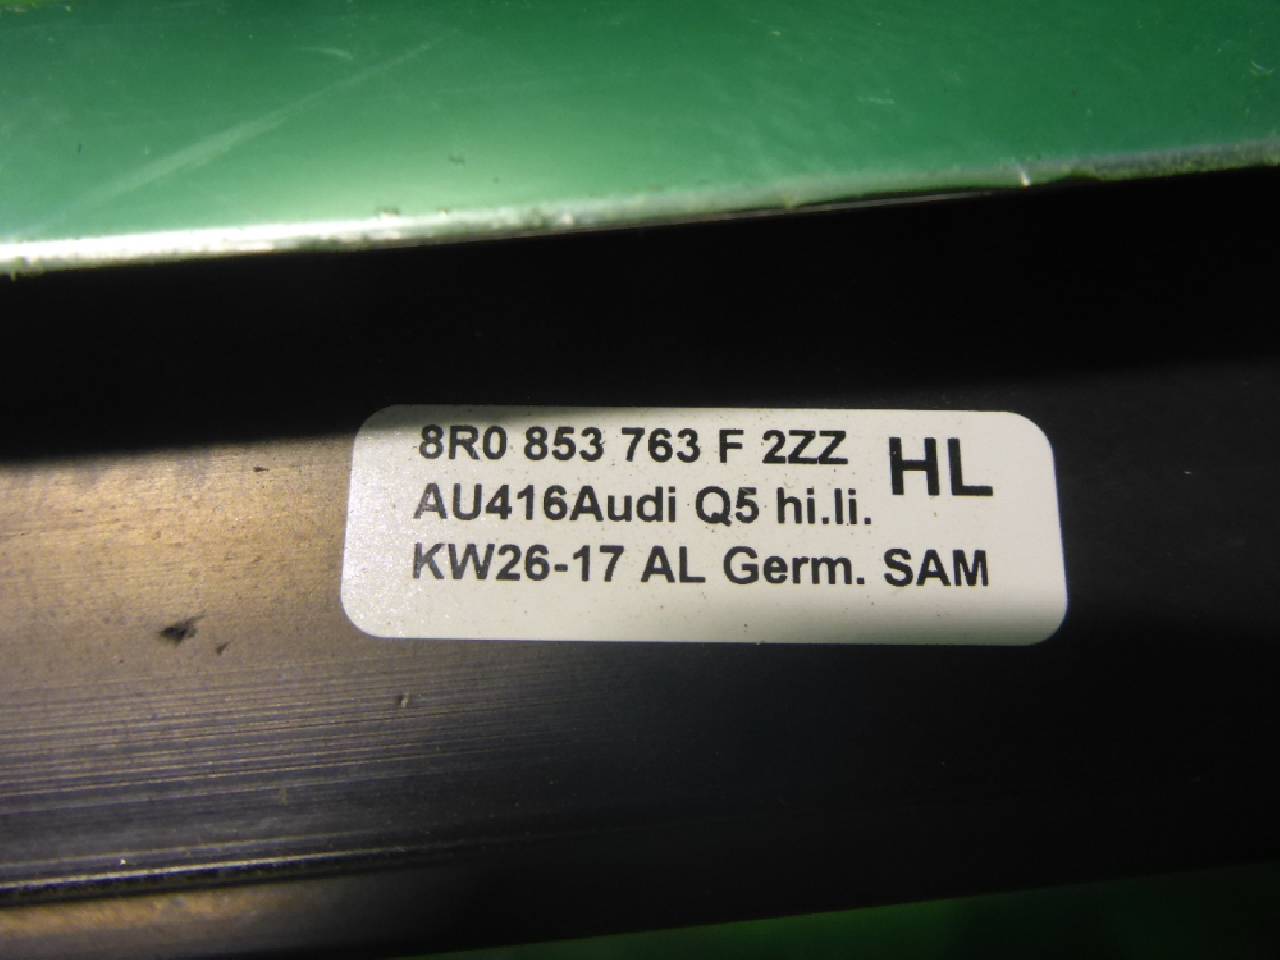 8R0 853 763 F 2ZZ HL
AU416Audi Q5 hi.li.
KW26-17 AL Germ. SAM